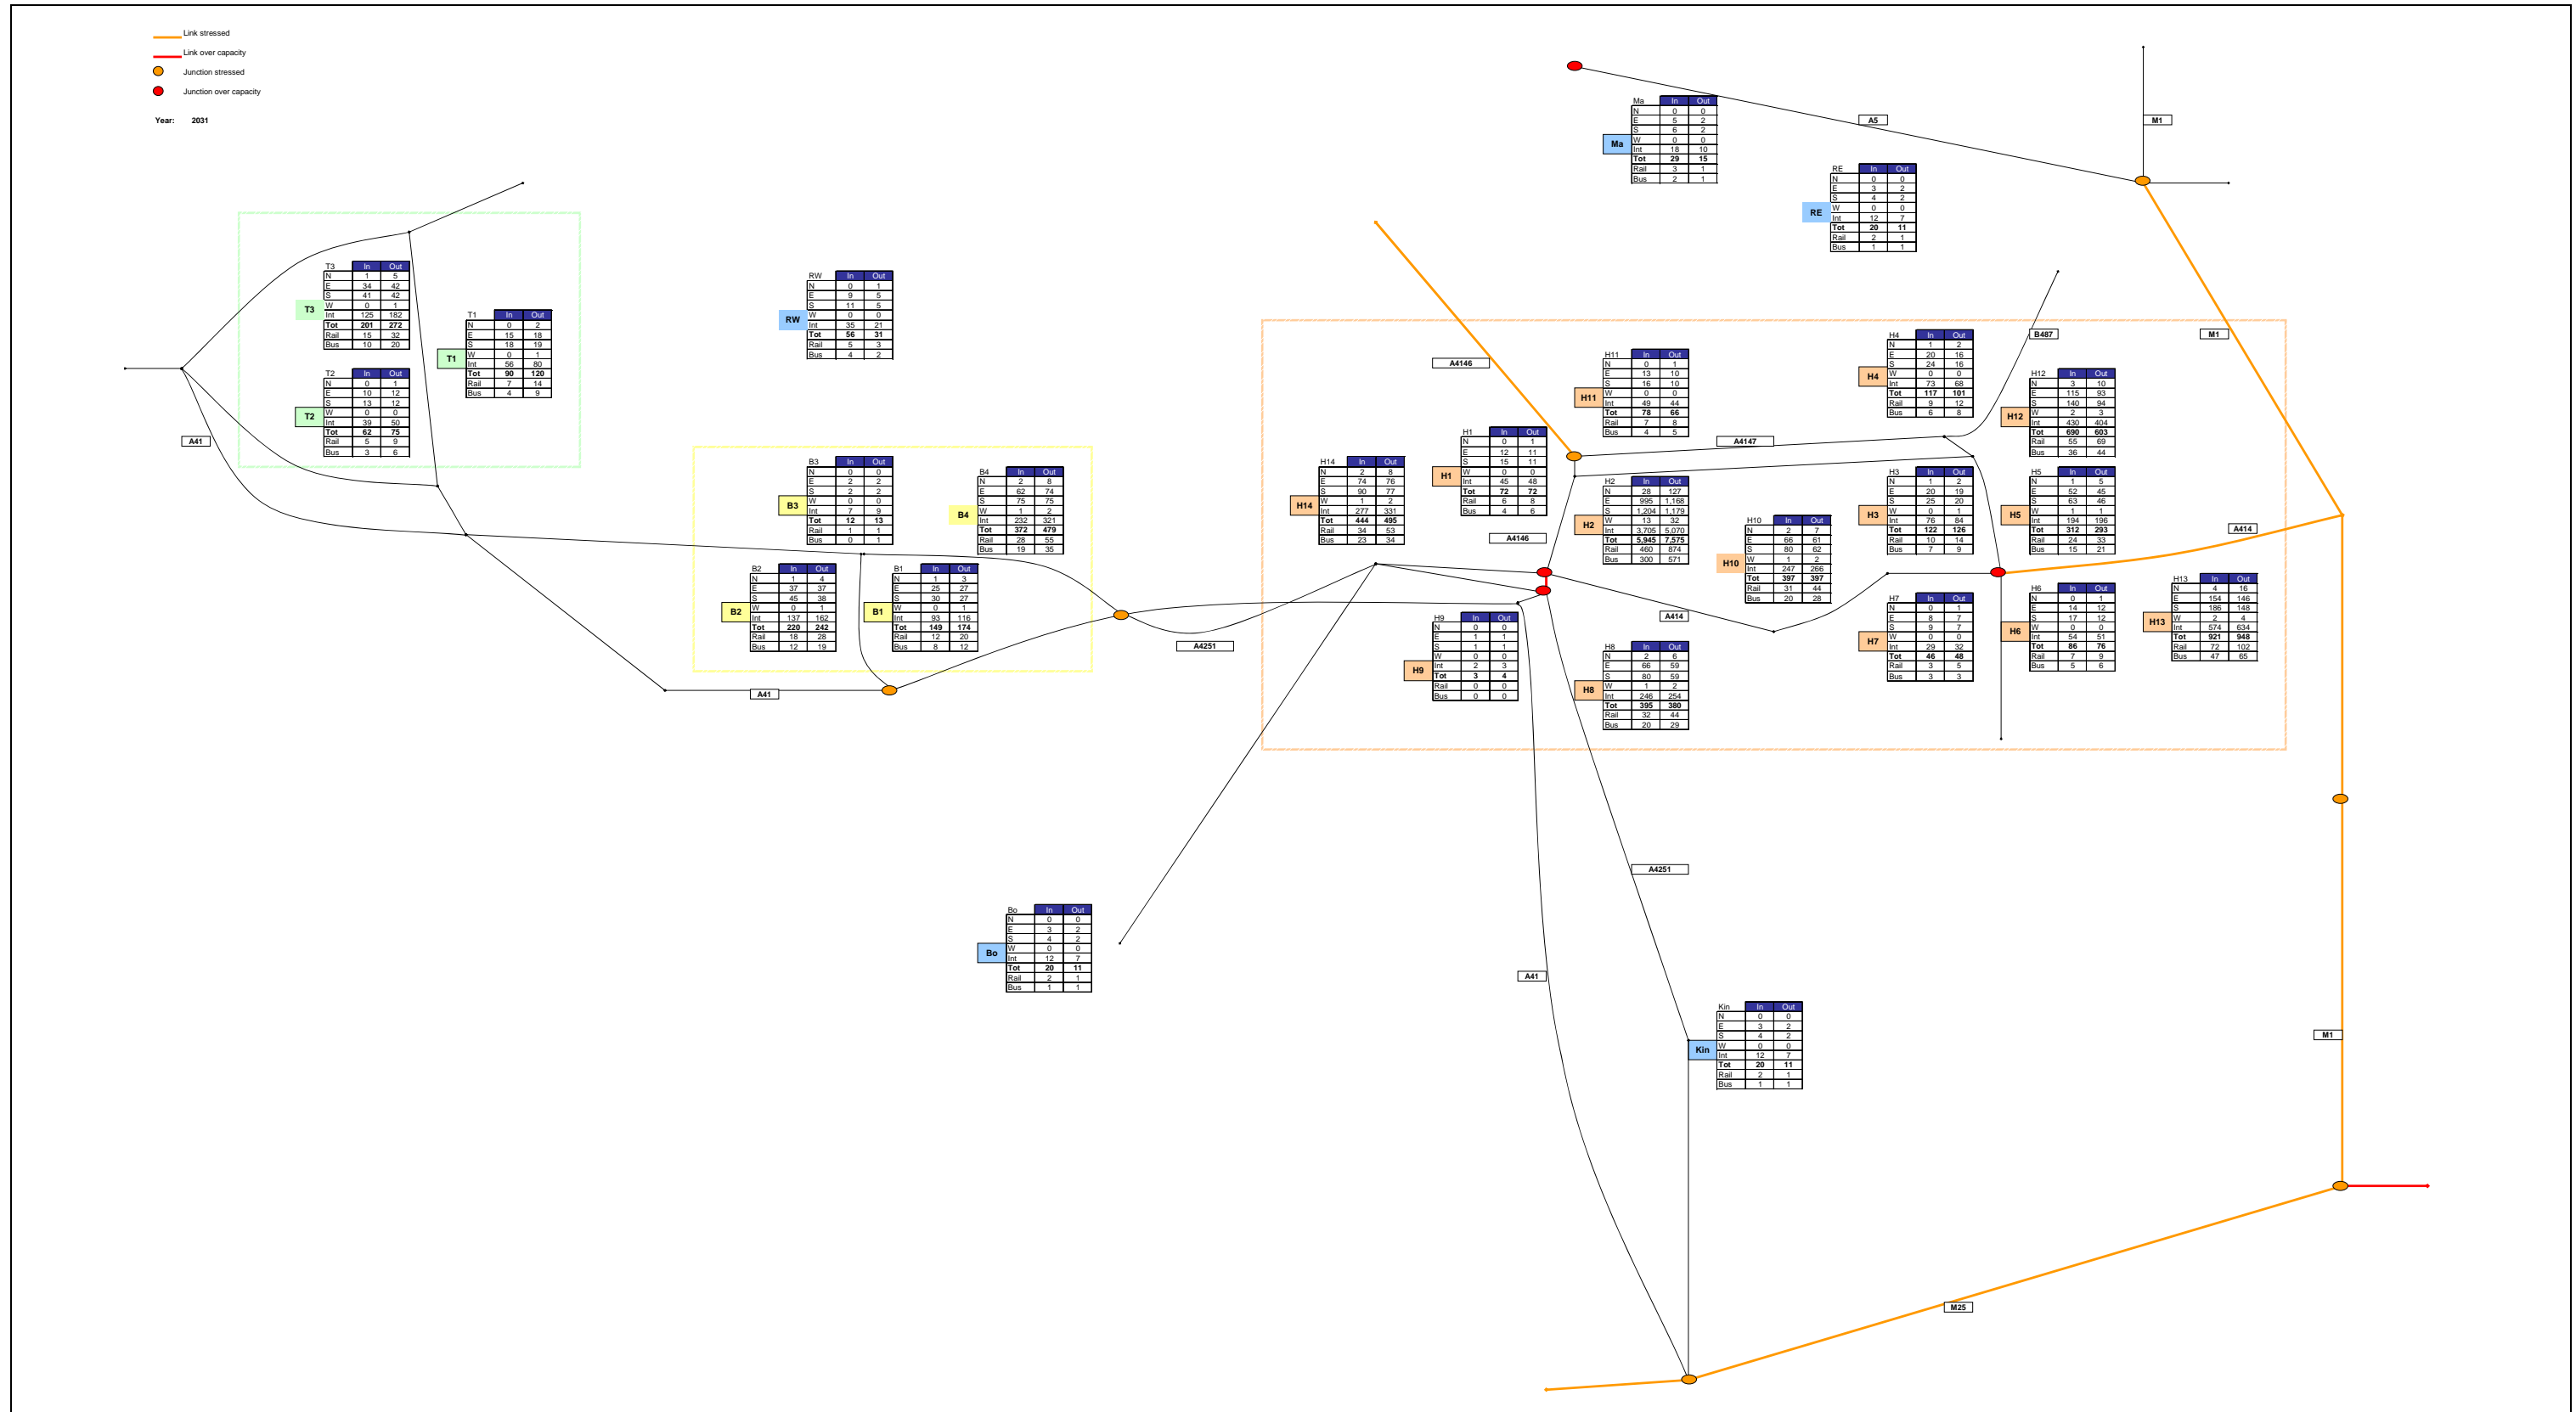 Link stressed
Link over capacity
Junction stressed
Junction over capacity
Year: 2031
A5
M1
Ma
Ma In Out
N 0 0
E 5 2
S 6 2
W 0 0
Int 18 10
Tot 29 15
Rail 3 1
Bus 2 1
RE
RE In Out
N 0 0
E 3 2
S 4 2
W 0 0
Int 12 7
Tot 20 11
Rail 2 1
Bus 1 1
T3
T3 In Out
N 1 5
E 34 42
S 41 42
W 0 1
Int 125 182
Tot 201 272
Rail 15 32
Bus 10 20
T1
T1 In Out
N 0 2
E 15 18
S 18 19
W 0 1
Int 56 80
Tot 90 120
Rail 7 14
Bus 4 9
T2
T2 In Out
N 0 1
E 10 12
S 13 12
W 0 0
Int 39 50
Tot 62 75
Rail 5 9
Bus 3 6
A41
RW
RW In Out
N 0 1
E 9 5
S 11 5
W 0 0
Int 35 21
Tot 56 31
Rail 5 3
Bus 4 2
B3
B3 In Out
N 0 0
E 2 2
S 2 2
W 0 0
Int 7 9
Tot 12 13
Rail 1 1
Bus 0 1
B4
B4 In Out
N 2 8
E 62 74
S 75 75
W 1 2
Int 232 321
Tot 372 479
Rail 28 55
Bus 19 35
B2
B2 In Out
N 1 4
E 37 37
S 45 38
W 0 1
Int 137 162
Tot 220 242
Rail 18 28
Bus 12 19
B1
B1 In Out
N 1 3
E 25 27
S 30 27
W 0 1
Int 93 116
Tot 149 174
Rail 12 20
Bus 8 12
A41
A4251
A4146
H11
H11 In Out
N 0 1
E 13 10
S 16 10
W 0 0
Int 49 44
Tot 78 66
Rail 7 8
Bus 4 5
H4
H4 In Out
N 1 2
E 20 16
S 24 16
W 0 0
Int 73 68
Tot 117 101
Rail 9 12
Bus 6 8
B487
M1
H12
H12 In Out
N 3 10
E 115 93
S 140 94
W 2 3
Int 430 404
Tot 690 603
Rail 55 69
Bus 36 44
A4147
H14
H14 In Out
N 2 8
E 74 76
S 90 77
W 1 2
Int 277 331
Tot 444 495
Rail 34 53
Bus 23 34
H1
H1 In Out
N 0 1
E 12 11
S 15 11
W 0 0
Int 45 48
Tot 72 72
Rail 6 8
Bus 4 6
A4146
H2
H2 In Out
N 28 127
E 995 1,168
S 1,204 1,179
W 13 32
Int 3,705 5,070
Tot 5,945 7,575
Rail 460 874
Bus 300 571
H10
H10 In Out
N 2 7
E 66 61
S 80 62
W 1 2
Int 247 266
Tot 397 397
Rail 31 44
Bus 20 28
H3
H3 In Out
N 1 2
E 20 19
S 25 20
W 0 1
Int 76 84
Tot 122 126
Rail 10 14
Bus 7 9
H5
H5 In Out
N 1 5
E 52 45
S 63 46
W 1 1
Int 194 196
Tot 312 293
Rail 24 33
Bus 15 21
A414
H9
H9 In Out
N 0 0
E 1 1
S 1 1
W 0 0
Int 2 3
Tot 3 4
Rail 0 0
Bus 0 0
H8
H8 In Out
N 2 6
E 66 59
S 80 59
W 1 2
Int 246 254
Tot 395 380
Rail 32 44
Bus 20 29
A414
H7
H7 In Out
N 0 1
E 8 7
S 9 7
W 0 0
Int 29 32
Tot 46 48
Rail 3 5
Bus 3 3
H6
H6 In Out
N 0 1
E 14 12
S 17 12
W 0 0
Int 54 51
Tot 86 76
Rail 7 9
Bus 5 6
H13
H13 In Out
N 4 16
E 154 146
S 186 148
W 2 4
Int 574 634
Tot 921 948
Rail 72 102
Bus 47 65
A4251
Bo
Bo In Out
N 0 0
E 3 2
S 4 2
W 0 0
Int 12 7
Tot 20 11
Rail 2 1
Bus 1 1
A41
Kin
Kin In Out
N 0 0
E 3 2
S 4 2
W 0 0
Int 12 7
Tot 20 11
Rail 2 1
Bus 1 1
M1
M25